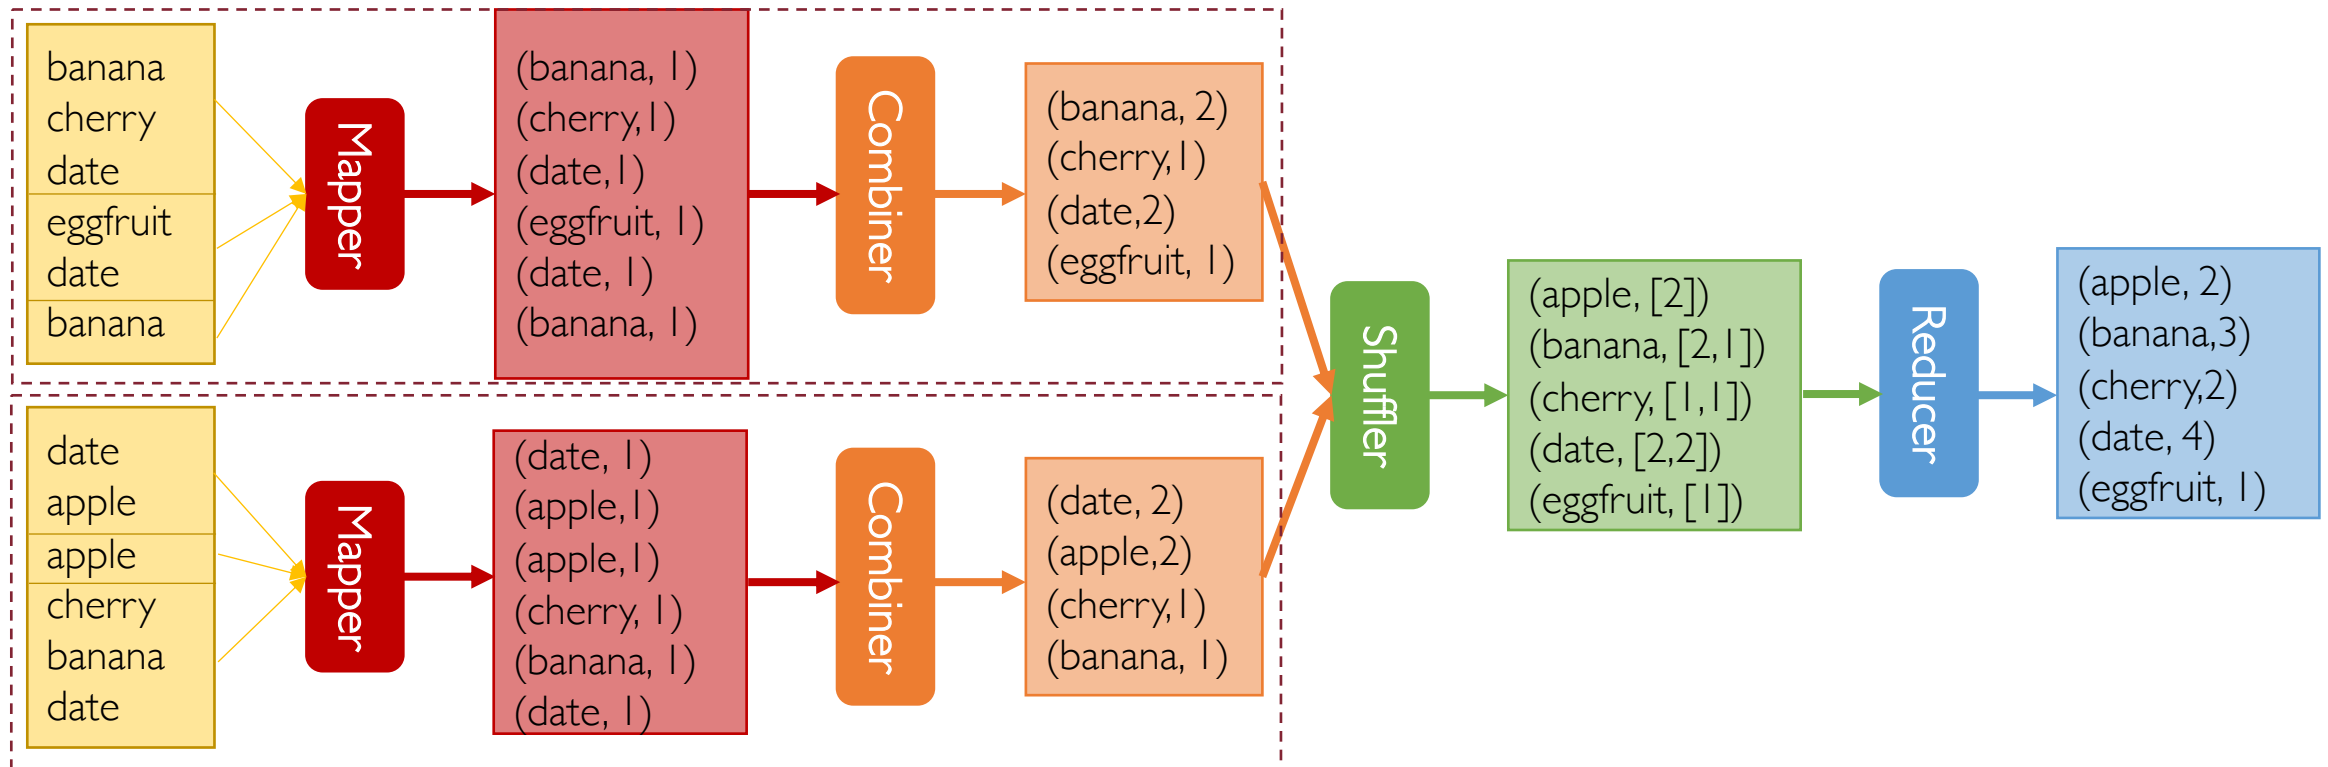 banana
cherry
date
eggfruit
date
banana
Mapper
(banana, 1)
(cherry,1)
(date,1)
(eggfruit, 1)
(date, 1)
(banana, 1)
Combiner
(banana, 2)
(cherry,1)
(date,2)
(eggfruit, 1)
date
apple
apple
cherry
banana
date
Mapper
(date, 1)
(apple,1)
(apple,1)
(cherry, 1)
(banana, 1)
(date, 1)
Combiner
(date, 2)
(apple,2)
(cherry,1)
(banana, 1)
Shuffler
(apple, [2])
(banana, [2,1])
(cherry, [1,1])
(date, [2,2])
(eggfruit, [1])
Reducer
(apple, 2)
(banana,3)
(cherry,2)
(date, 4)
(eggfruit, 1)